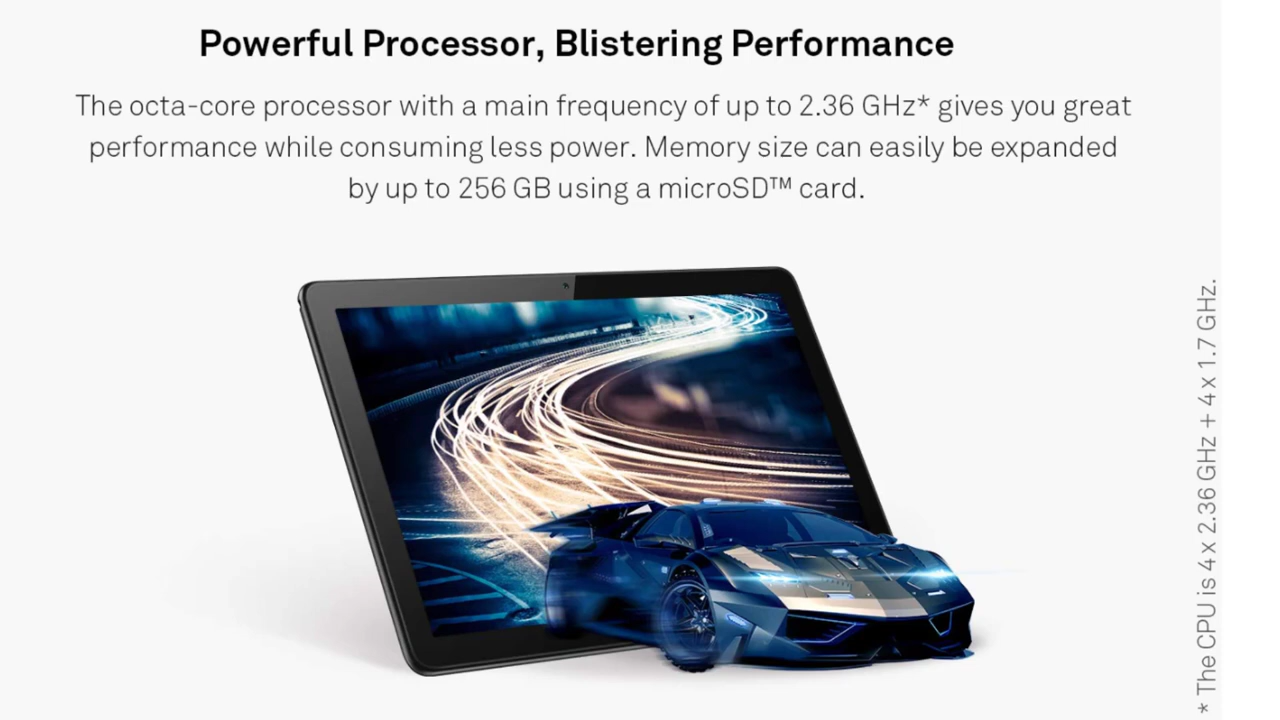 Powerful Processor, Blistering Performance
The octa-core processor with a main frequency of up to 2.36 GHz* gives you great
performance while consuming less power. Memory size can easily be expanded
by up to 256 GB using a microSD™ card.
* The CPU is 4 x 2.36 GHz + 4 x 1.7 GHz.